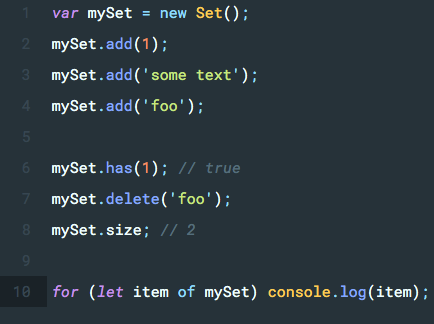 1 var mySet = new Set();
2 mySet.add(1);
3 mySet.add('some text');
4 mySet.add('foo');
5
6 mySet.has(1); // true
7 mySet.delete('foo');
8 mySet.size; // 2
9
10 for (let item of mySet) console.log(item);